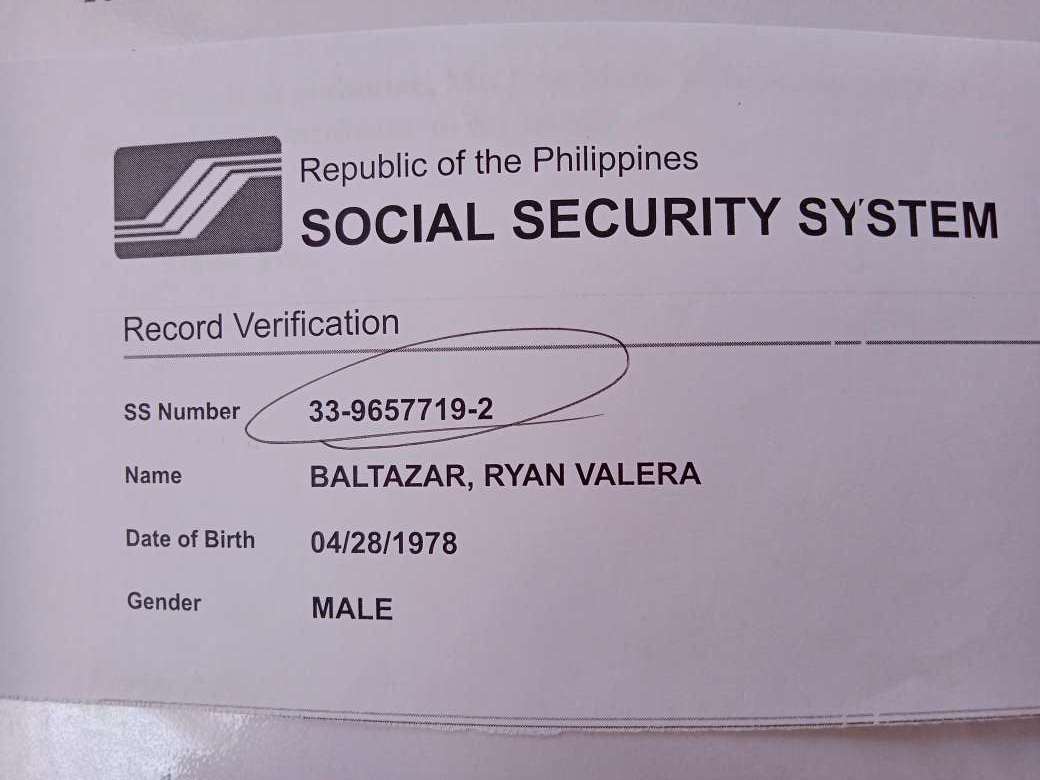 Republic of the Philippines
SOCIAL SECURITY SYSTEM
Record Verification
SS Number 33-9657719-2
Name BALTAZAR, RYAN VALERA
Date of Birth 04/28/1978
Gender MALE